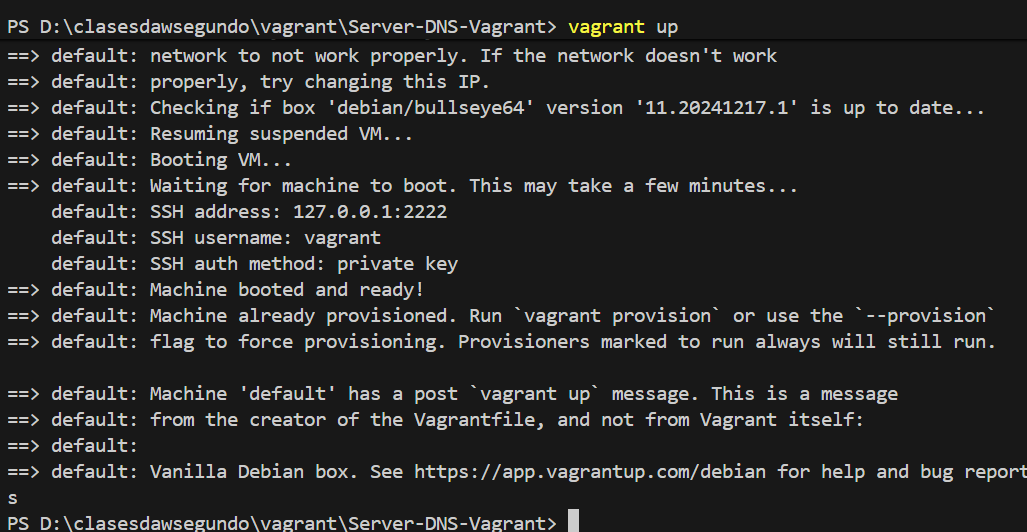 PS D:\clasesdawsegundo\vagrant\Server-DNS-Vagrant> vagrant up
==> default: network to not work properly. If the network doesn't work
==> default: properly, try changing this IP.
==> default: Checking if box 'debian/bullseye64' version '11.20241217.1' is up to date...
==> default: Resuming suspended VM...
==> default: Booting VM...
==> default: Waiting for machine to boot. This may take a few minutes...
    default: SSH address: 127.0.0.1:2222
    default: SSH username: vagrant
    default: SSH auth method: private key
==> default: Machine booted and ready!
==> default: Machine already provisioned. Run `vagrant provision` or use the `--provision`
==> default: flag to force provisioning. Provisioners marked to run always will still run.

==> default: Machine 'default' has a post `vagrant up` message. This is a message
==> default: from the creator of the Vagrantfile, and not from Vagrant itself:
==> default:
==> default: Vanilla Debian box. See https://app.vagrantup.com/debian for help and bug report
s
PS D:\clasesdawsegundo\vagrant\Server-DNS-Vagrant>